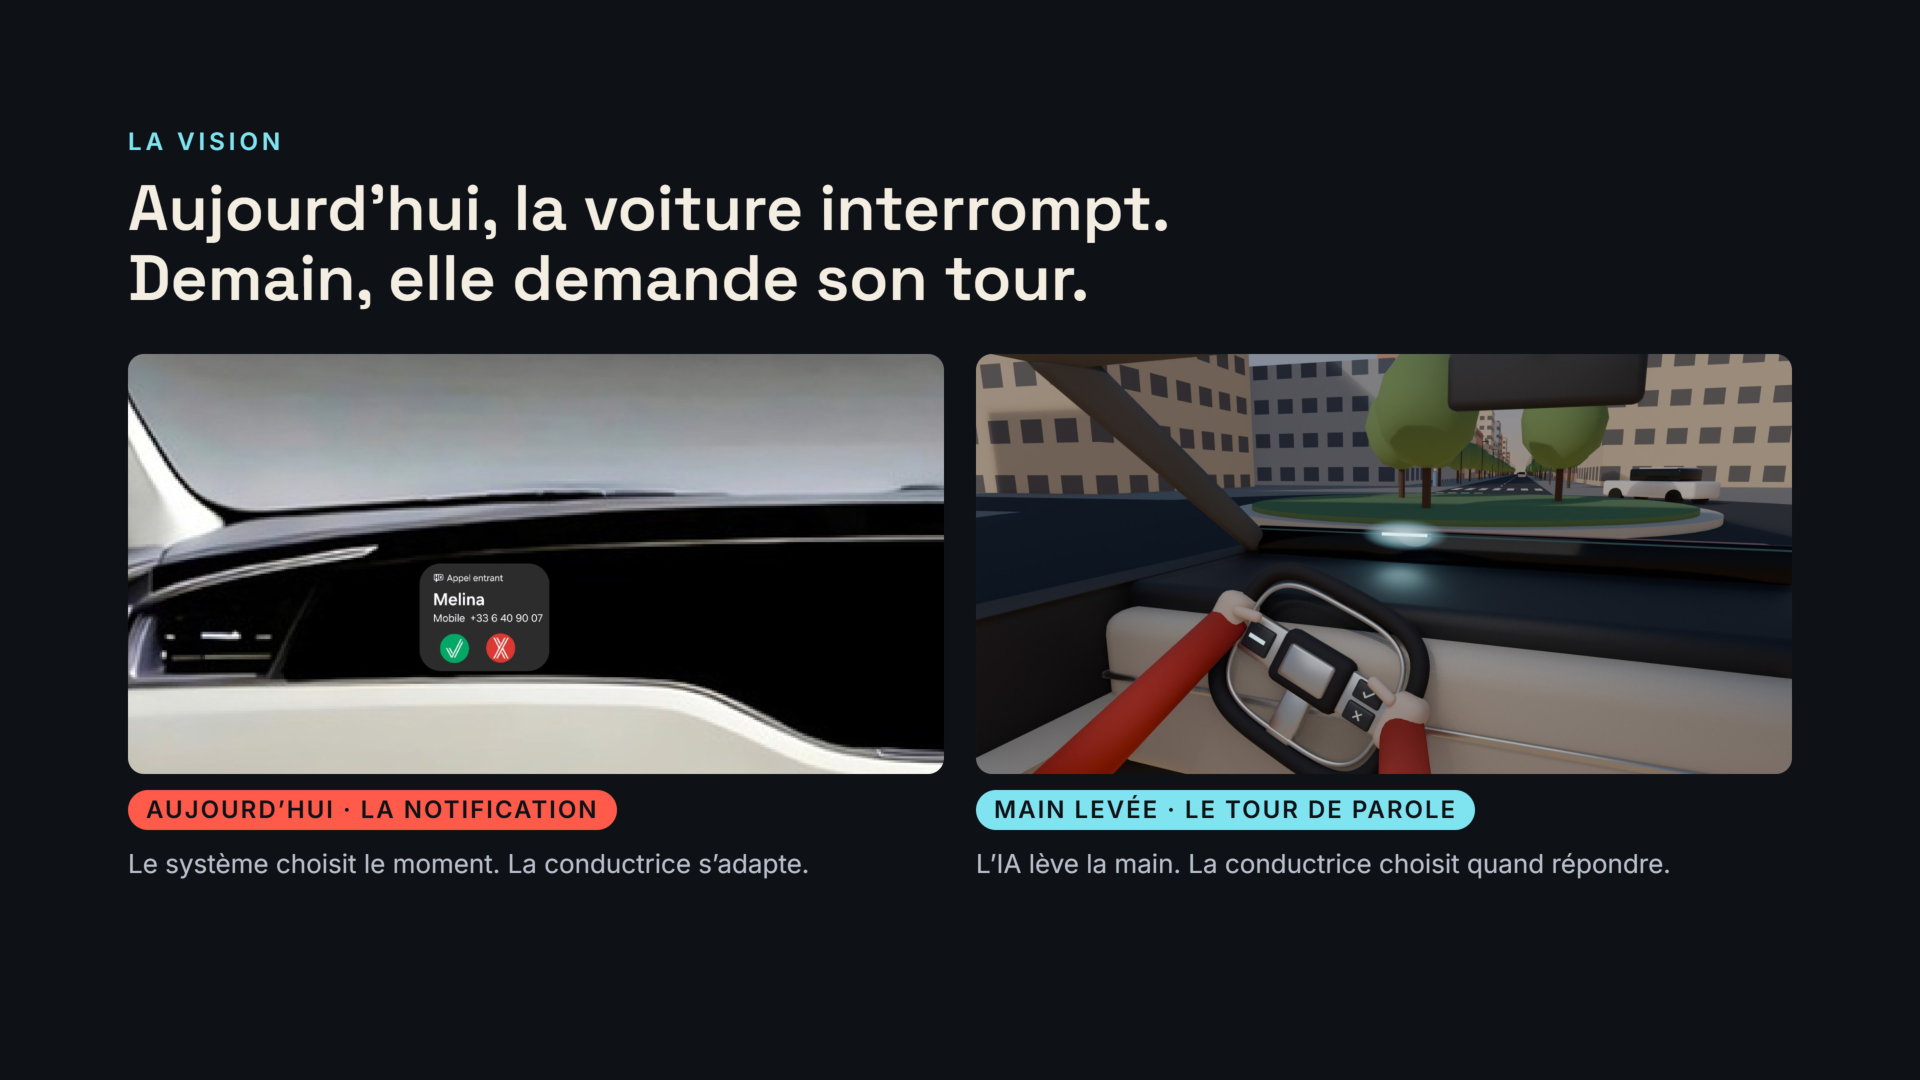 LA VISION
Aujourd’hui, la voiture interrompt.
Demain, elle demande son tour.
Appel entrant
Melina
Mobile +33 6 40 90 07
AUJOURD’HUI · LA NOTIFICATION
MAIN LEVÉE · LE TOUR DE PAROLE
Le système choisit le moment. La conductrice s’adapte.
L’IA lève la main. La conductrice choisit quand répondre.